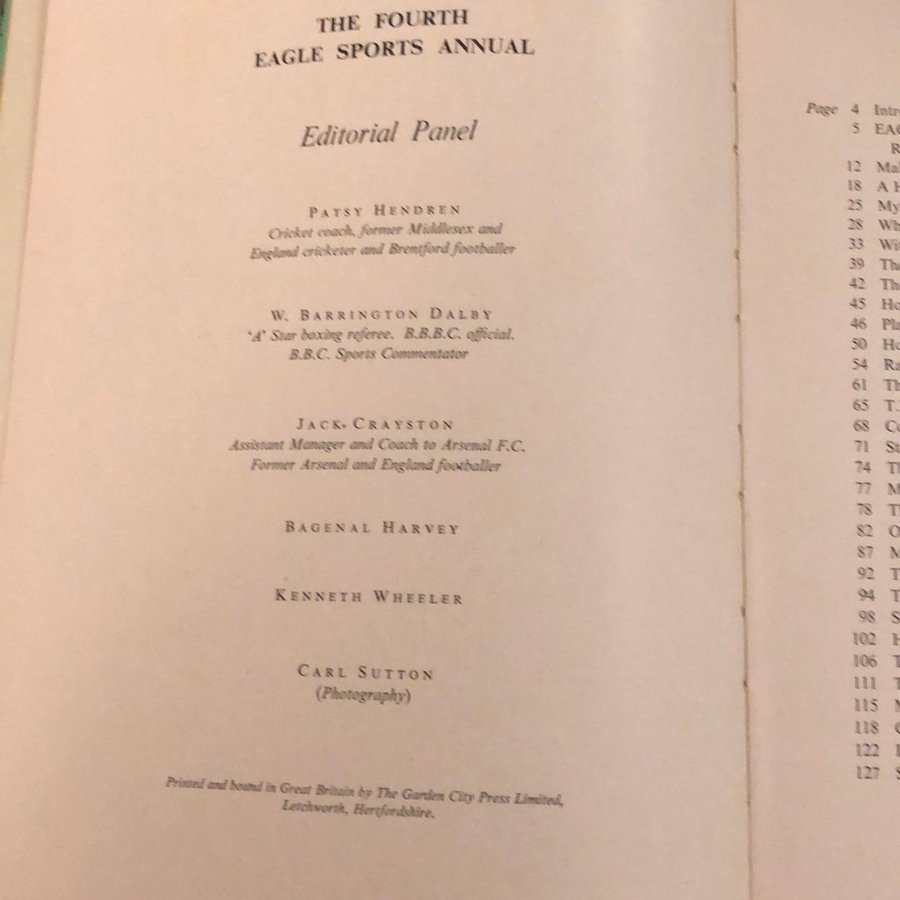 THE FOURTH
EAGLE SPORTS ANNUAL
Editorial Panel
PATSY HENDREN
Cricket coach, former Middlesex and
England cricketer and Brentford footballer
W. BARRINGTON DALBY
'A' Star boxing referee. B.B.B.C. official.
B.B.C. Sports Commentator
JACK CRAYSTON
Assistant Manager and Coach to Arsenal F.C.
Former Arsenal and England footballer
BAGENAL HARVEY
KENNETH WHEELER
CARL SUTTON
(Photography)
Printed and bound in Great Britain by The Garden City Press Limited,
Letchworth, Hertfordshire.
Page 4
5
12
18 A
25 My
28
33
39
42
45
46
50
54
61
65
68
71
74
77
78
82
87
92
94
98
102
106
111
115
118
122
127